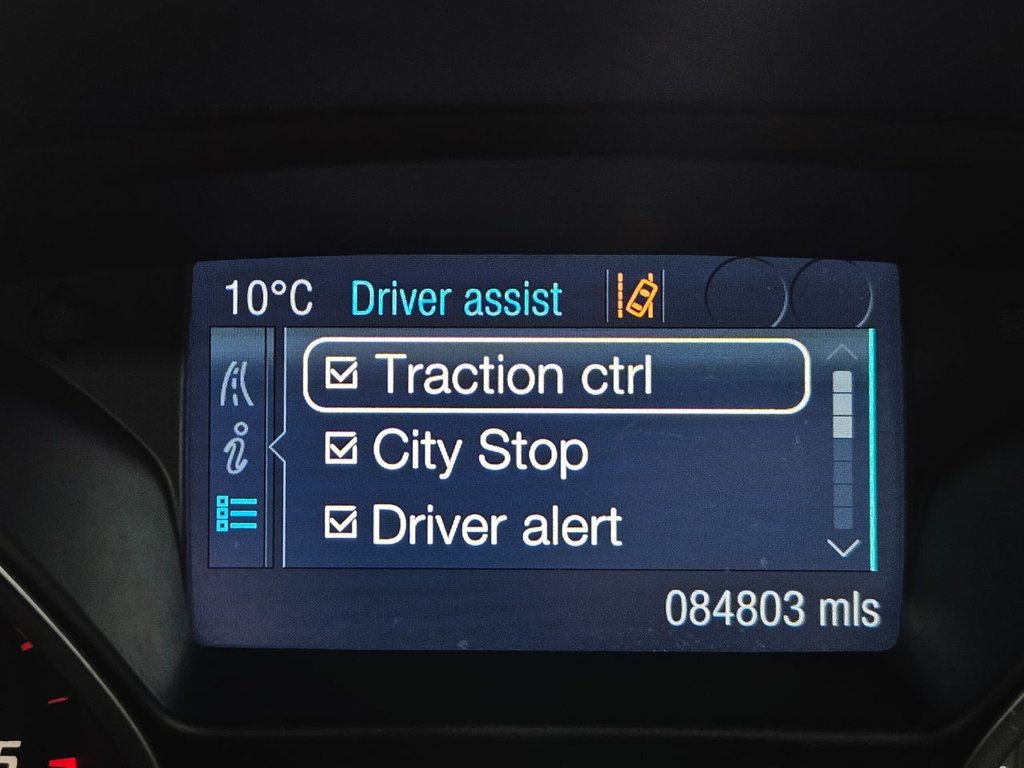 10°C Driver assist
Traction ctrl
City Stop
Driver alert
084803 mls